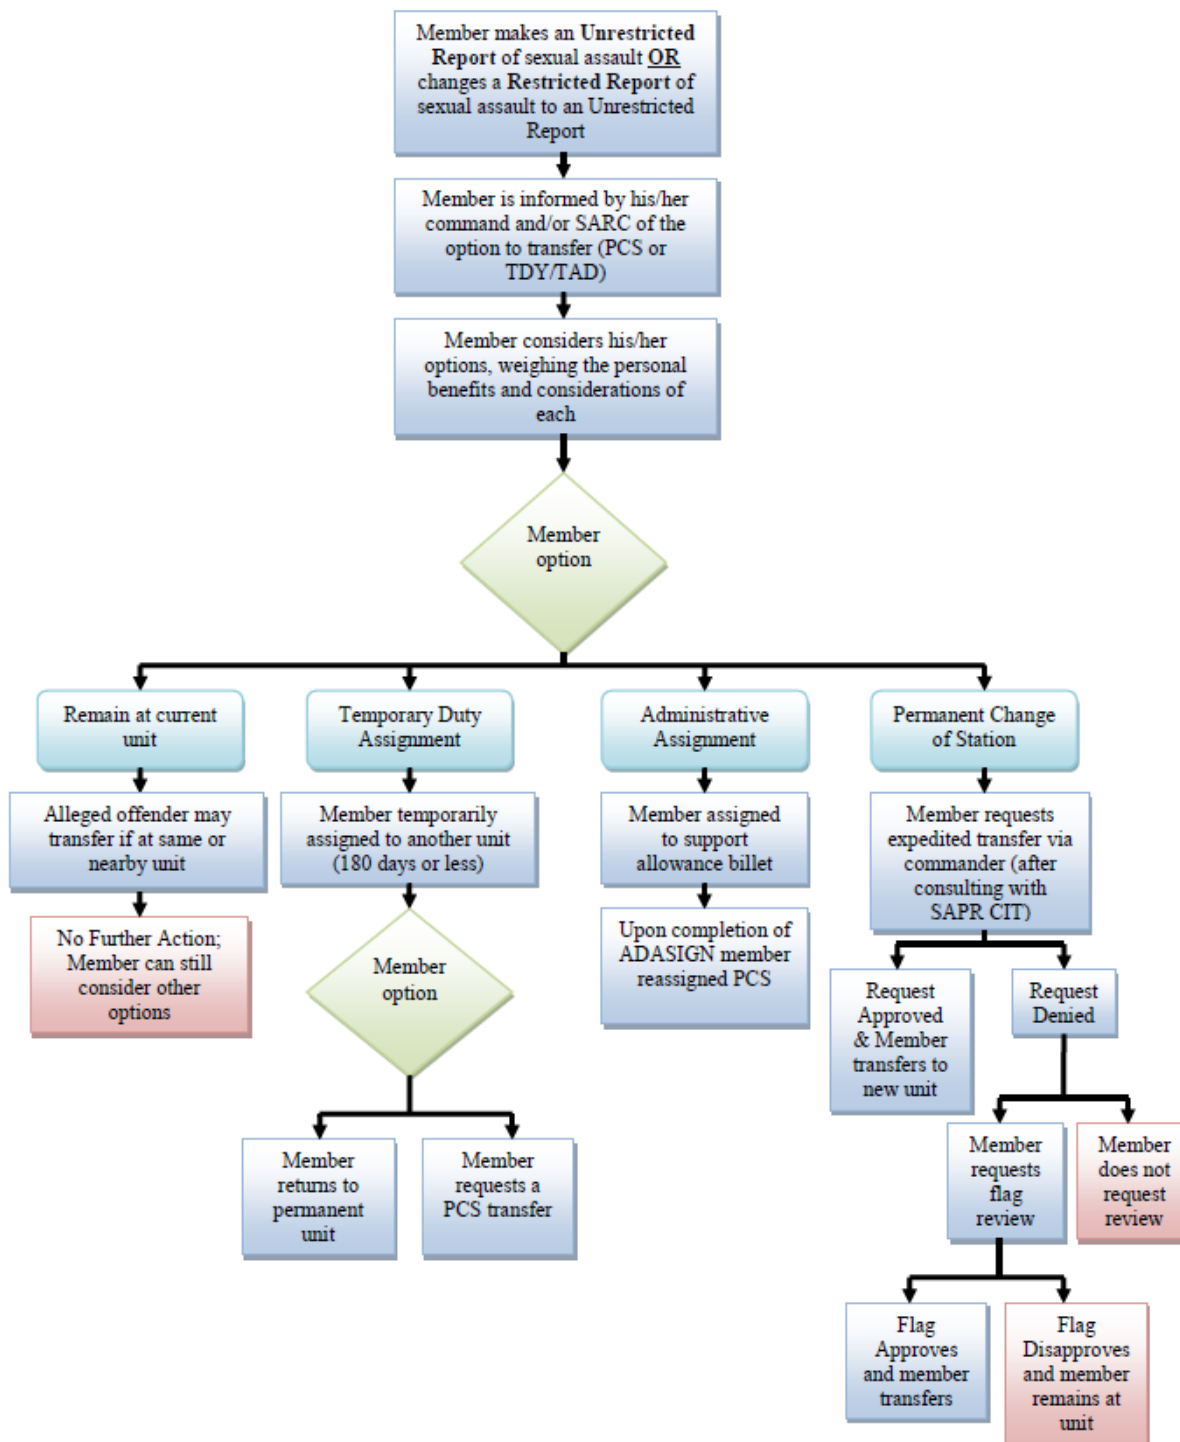 Member makes an Unrestricted
Report of sexual assault OR
changes a Restricted Report of
sexual assault to an Unrestricted
Report
Member is informed by his/her
command and/or SARC of the
option to transfer (PCS or
TDY/TAD)
Member considers his/her
options, weighing the personal
benefits and considerations of
each
Member
option
Remain at current
unit
Temporary Duty
Assignment
Administrative
Assignment
Permanent Change
of Station
Alleged offender may
transfer if at same or
nearby unit
Member temporarily
assigned to another unit
(180 days or less)
Member assigned
to support
allowance billet
Member requests
expedited transfer via
commander (after
consulting with
SAPR CIT)
No Further Action;
Member can still
consider other
options
Member
option
Upon completion of
ADASIGN member
reassigned PCS
Request
Approved
& Member
transfers to
new unit
Request
Denied
Member
returns to
permanent
unit
Member
requests a
PCS transfer
Member
requests
flag
review
Member
does not
request
review
Flag
Approves
and member
transfers
Flag
Disapproves
and member
remains at
unit